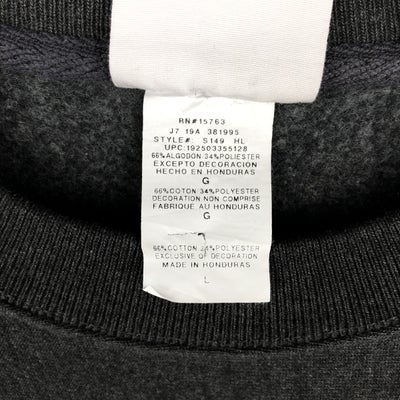 RN#15763
J7 19A 381995
STYLE#: S149 HL
UPC:192503355128
66%ALGODON 34%POLIESTER
EXCEPTO DECORACION
HECHO EN HONDURAS
G
66%COTON 34%POLYESTER
DECORATION NON COMPRISE
FABRIQUE AU HONDURAS
G
66%COTTON 34%POLYESTER
EXCLUSIVE OF DECORATION
MADE IN HONDURAS
L